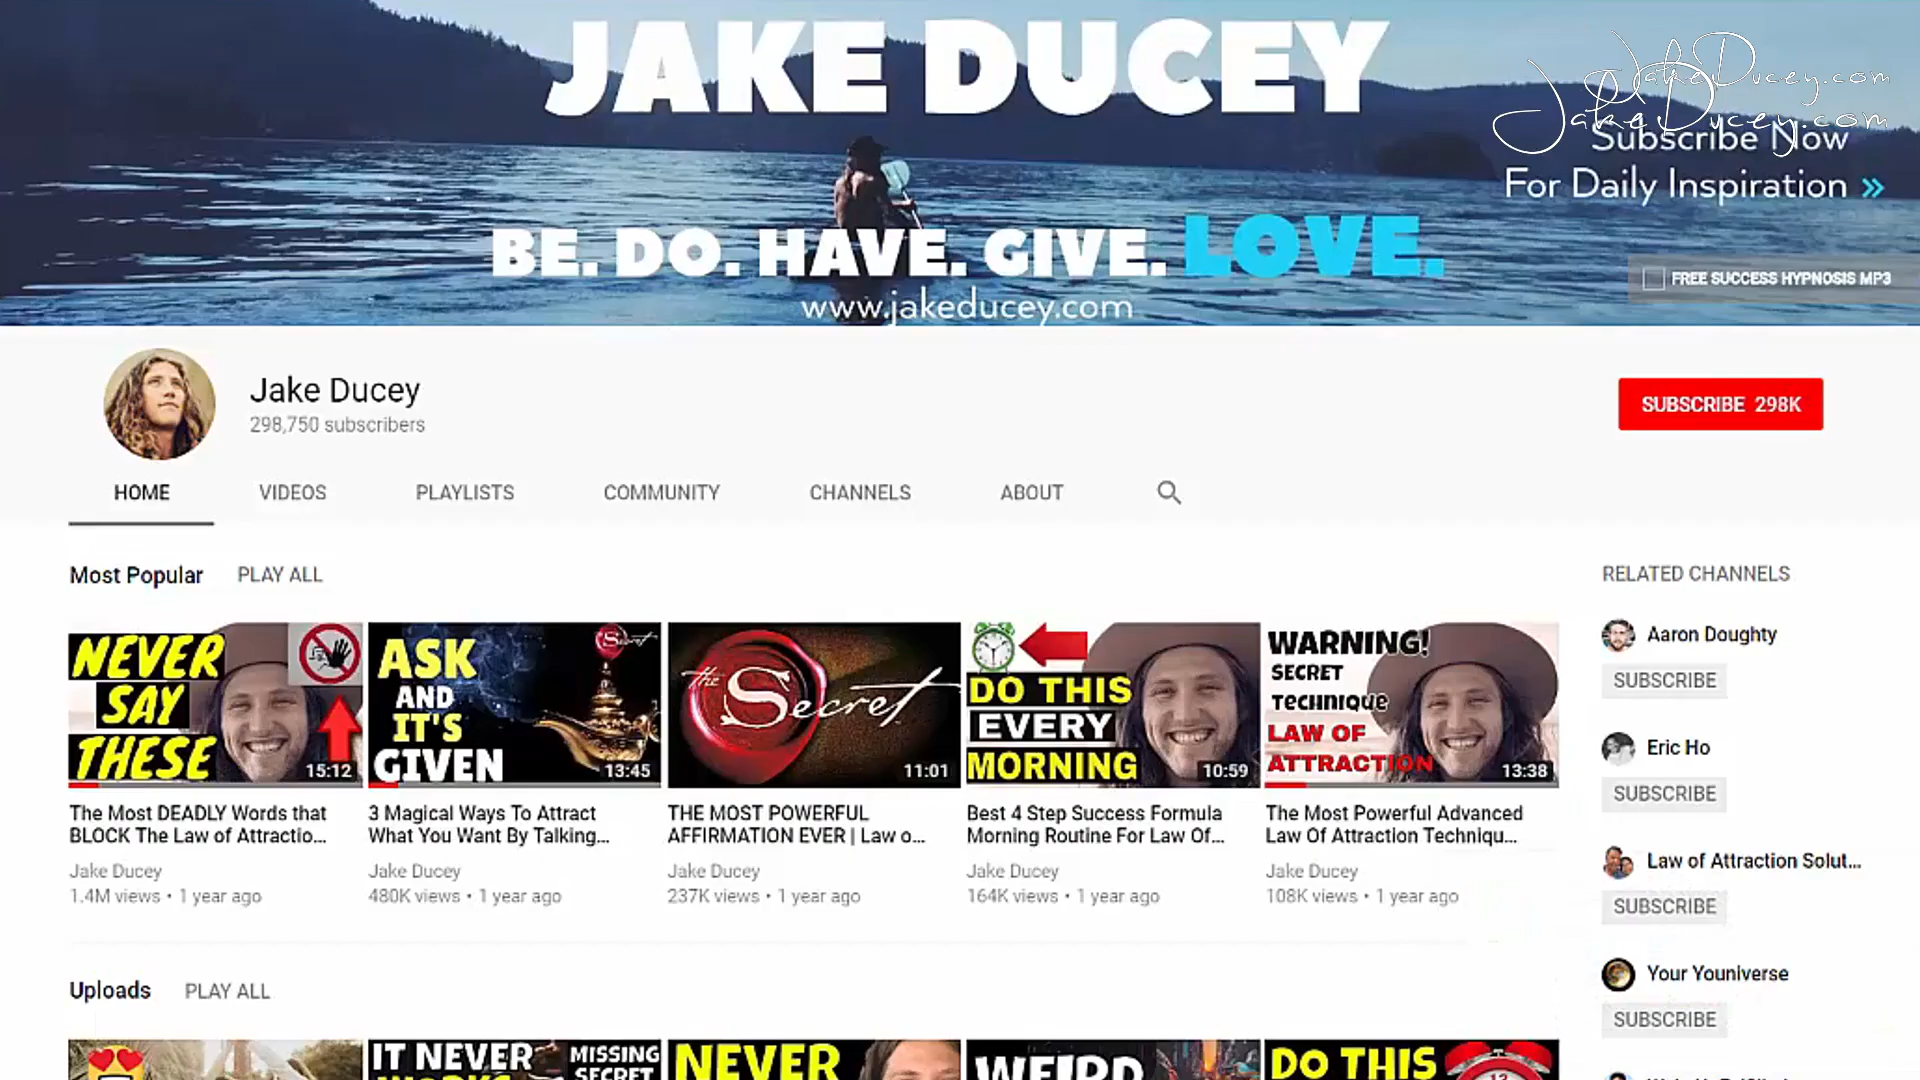 JAKE DUCEY
JakeDucey.com
JakeDucey.com
Subscribe Now
For Daily Inspiration »
BE. DO. HAVE. GIVE. LOVE.
FREE SUCCESS HYPNOSIS MP3
www.jakeducey.com
Jake Ducey
298,750 subscribers
SUBSCRIBE 298K
HOME VIDEOS PLAYLISTS COMMUNITY CHANNELS ABOUT
Most Popular PLAY ALL
NEVER
SAY
THESE
15:12
The Most DEADLY Words that
BLOCK The Law of Attractio...
Jake Ducey
1.4M views • 1 year ago
ASK
AND
IT'S
GIVEN
Secret
13:45
3 Magical Ways To Attract
What You Want By Talking...
Jake Ducey
480K views • 1 year ago
the Secret
11:01
THE MOST POWERFUL
AFFIRMATION EVER | Law o...
Jake Ducey
237K views • 1 year ago
DO THIS
EVERY
MORNING
10:59
Best 4 Step Success Formula
Morning Routine For Law Of...
Jake Ducey
164K views • 1 year ago
WARNING!
SECRET
TECHNIQUE
LAW OF
ATTRACTION
13:38
The Most Powerful Advanced
Law Of Attraction Techniqu...
Jake Ducey
108K views • 1 year ago
RELATED CHANNELS
Aaron Doughty
SUBSCRIBE
Eric Ho
SUBSCRIBE
Law of Attraction Solut...
SUBSCRIBE
Your Youniverse
SUBSCRIBE
Uploads PLAY ALL
IT NEVER
MISSING
SECRET
NEVER
WEIRD
DO THIS